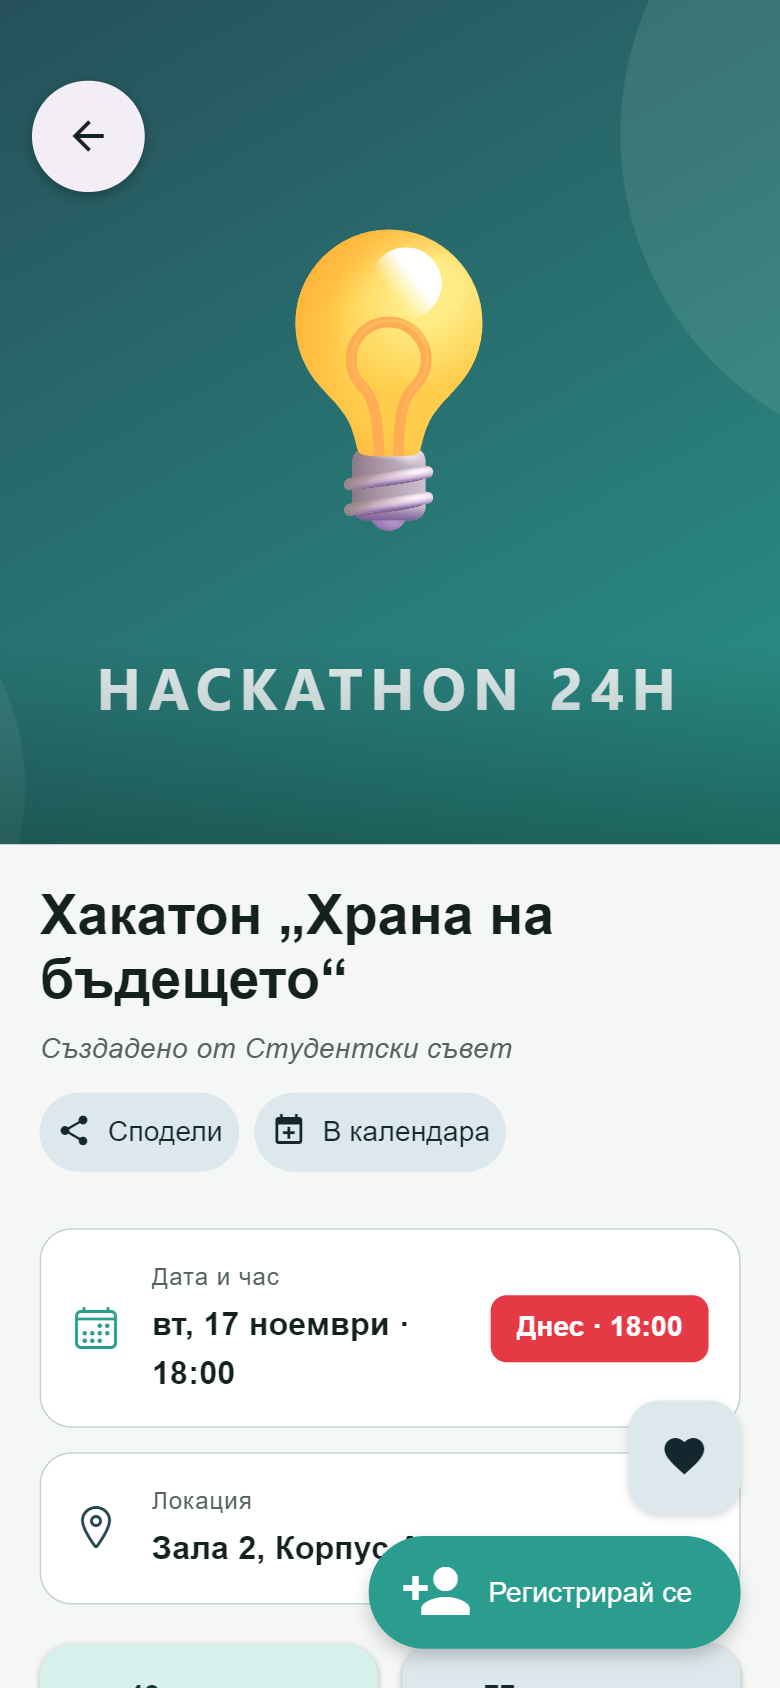 HACKATHON 24H
Хакатон „Храна на
бъдещето“
Създадено от Студентски съвет
Сподели
В календара
Дата и час
вт, 17 ноември ·
18:00
Днес · 18:00
Локация
Зала 2, Корпус
Регистрирай се